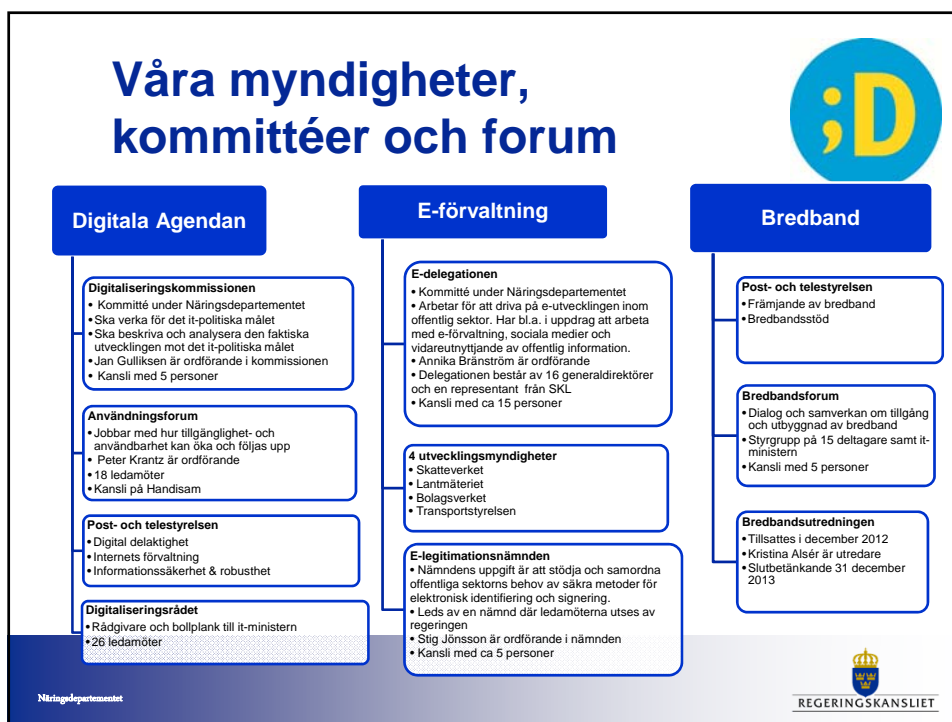 Våra myndigheter,
kommittéer och forum
;D
Digitala Agendan
Digitaliseringskommissionen
• Kommitté under Näringsdepartementet
• Ska verka för det it-politiska målet
• Ska beskriva och analysera den faktiska
utvecklingen mot det it-politiska målet
• Jan Gulliksen är ordförande i kommissionen
• Kansli med 5 personer
Användningsforum
• Jobbar med hur tillgänglighet- och
användbarhet kan öka och följas upp
• Peter Krantz är ordförande
• 18 ledamöter
• Kansli på Handisam
Post- och telestyrelsen
• Digital delaktighet
• Internets förvaltning
• Informationssäkerhet & robusthet
Digitaliseringsrådet
• Rådgivare och bollplank till it-ministern
• 26 ledamöter
E-förvaltning
E-delegationen
• Kommitté under Näringsdepartementet
• Arbetar för att driva på e-utvecklingen inom
offentlig sektor. Har bl.a. i uppdrag att arbeta
med e-förvaltning, sociala medier och
vidareutnyttjande av offentlig information.
• Annika Bränström är ordförande
• Delegationen består av 16 generaldirektörer
och en representant från SKL
• Kansli med ca 15 personer
4 utvecklingsmyndigheter
• Skatteverket
• Lantmäteriet
• Bolagsverket
• Transportstyrelsen
E-legitimationsnämnden
• Nämndens uppgift är att stödja och samordna
offentliga sektorns behov av säkra metoder för
elektronisk identifiering och signering.
• Leds av en nämnd där ledamöterna utses av
regeringen
• Stig Jönsson är ordförande i nämnden
• Kansli med ca 5 personer
Bredband
Post- och telestyrelsen
• Främjande av bredband
• Bredbandsstöd
Bredbandsforum
• Dialog och samverkan om tillgång
och utbyggnad av bredband
• Styrgrupp på 15 deltagare samt it-
ministern
• Kansli med 5 personer
Bredbandsutredningen
• Tillsattes i december 2012
• Kristina Alsér är utredare
• Slutbetänkande 31 december
2013
Näringsdepartementet
REGERINGSKANSLIET